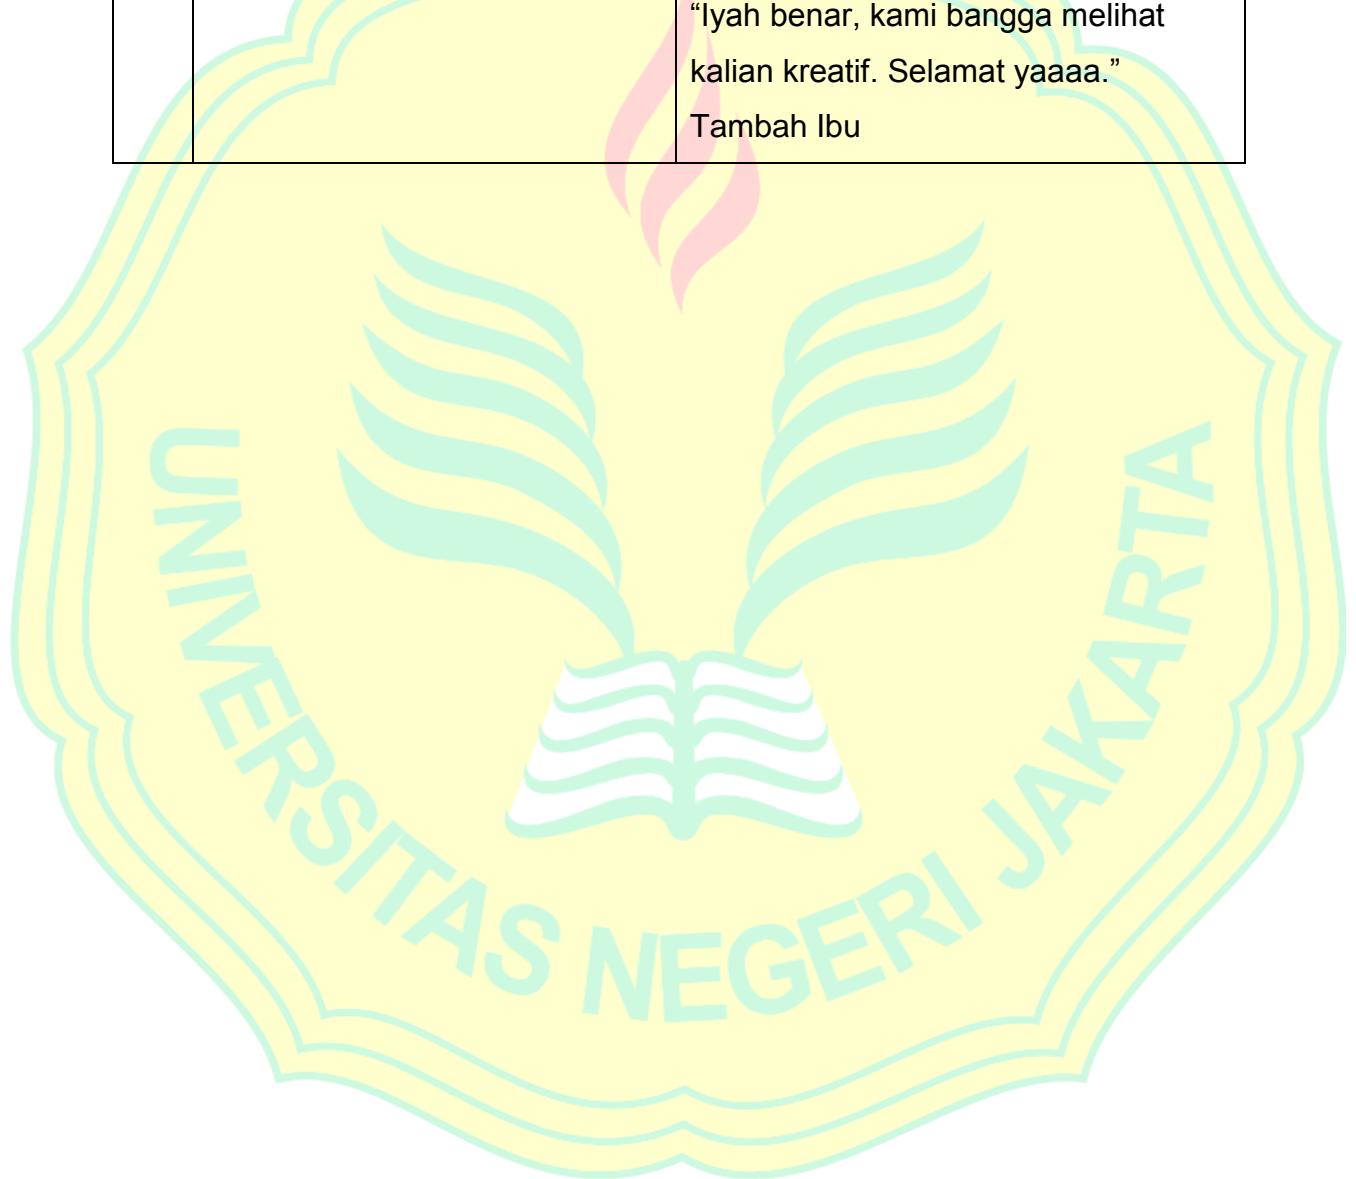 “Iyah benar, kami bangga melihat
kalian kreatif. Selamat yaaaa.”
Tambah Ibu
UNIVERSITAS NEGERI JAKARTA